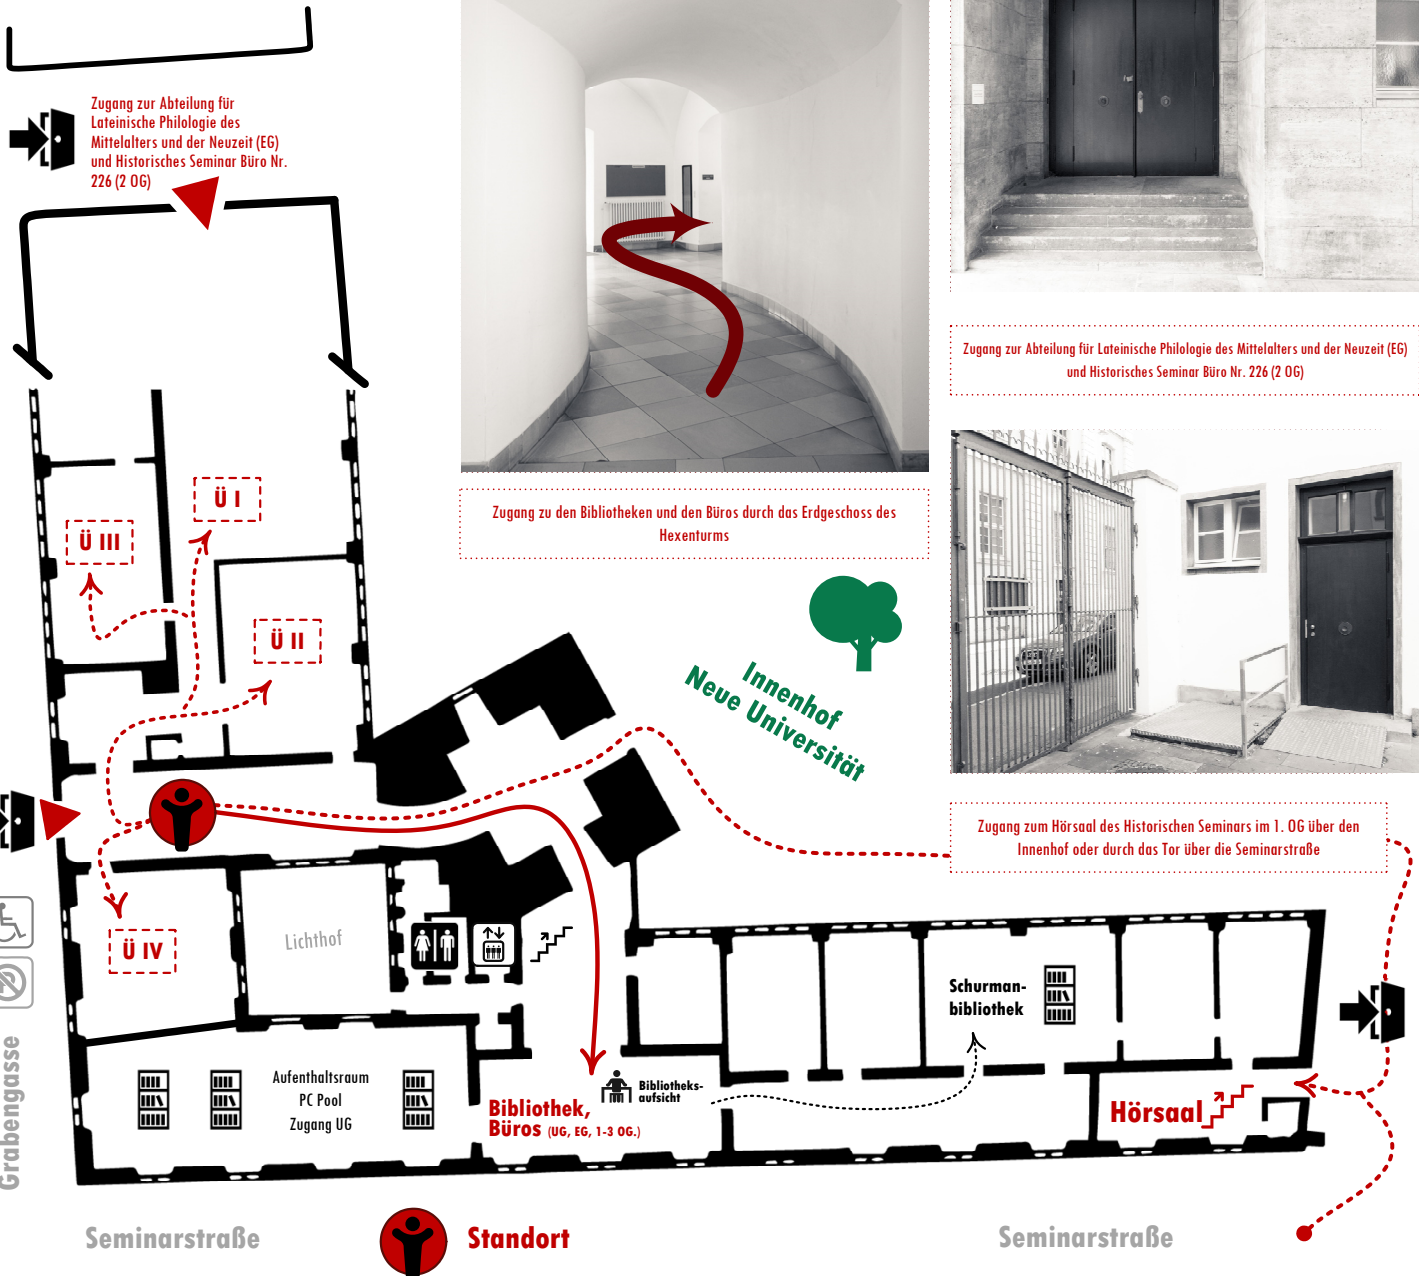 Zugang zur Abteilung für
Lateinische Philologie des
Mittelalters und der Neuzeit (EG)
und Historisches Seminar Büro Nr.
226 (2 OG)
Zugang zur Abteilung für Lateinische Philologie des Mittelalters und der Neuzeit (EG)
und Historisches Seminar Büro Nr. 226 (2 OG)
Zugang zu den Bibliotheken und den Büros durch das Erdgeschoss des
Hexenturms
Ü I
Ü III
Ü II
Innenhof
Neue Universität
Zugang zum Hörsaal des Historischen Seminars im 1. OG über den
Innenhof oder durch das Tor über die Seminarstraße
Ü IV
Lichthof
Schurman-
bibliothek
Aufenthaltsraum
PC Pool
Zugang UG
Bibliotheks-
aufsicht
Bibliothek,
Büros (UG, EG, 1-3 OG.)
Hörsaal
Grabengasse
Seminarstraße
Standort
Seminarstraße